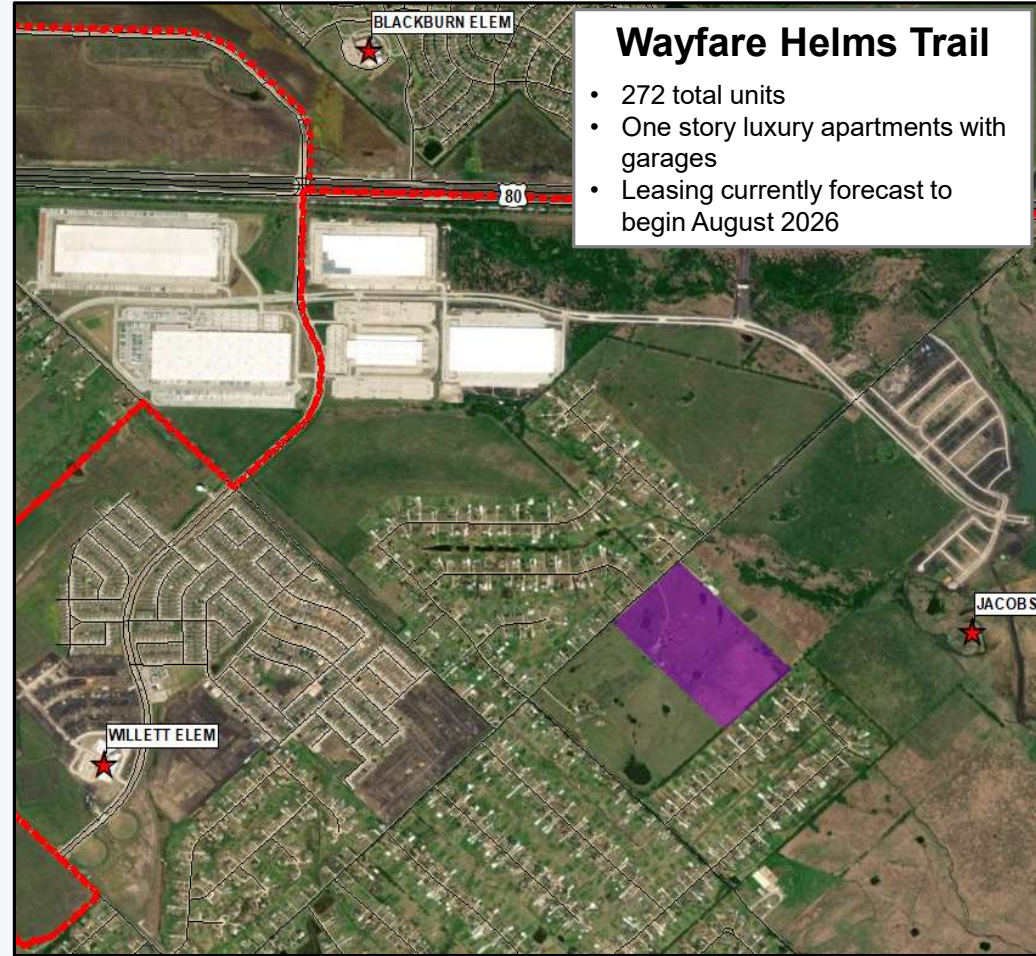 BLACKBURN ELEM
Wayfare Helms Trail
• 272 total units
• One story luxury apartments with
garages
• Leasing currently forecast to
begin August 2026
80
JACOBS
WILLETT ELEM